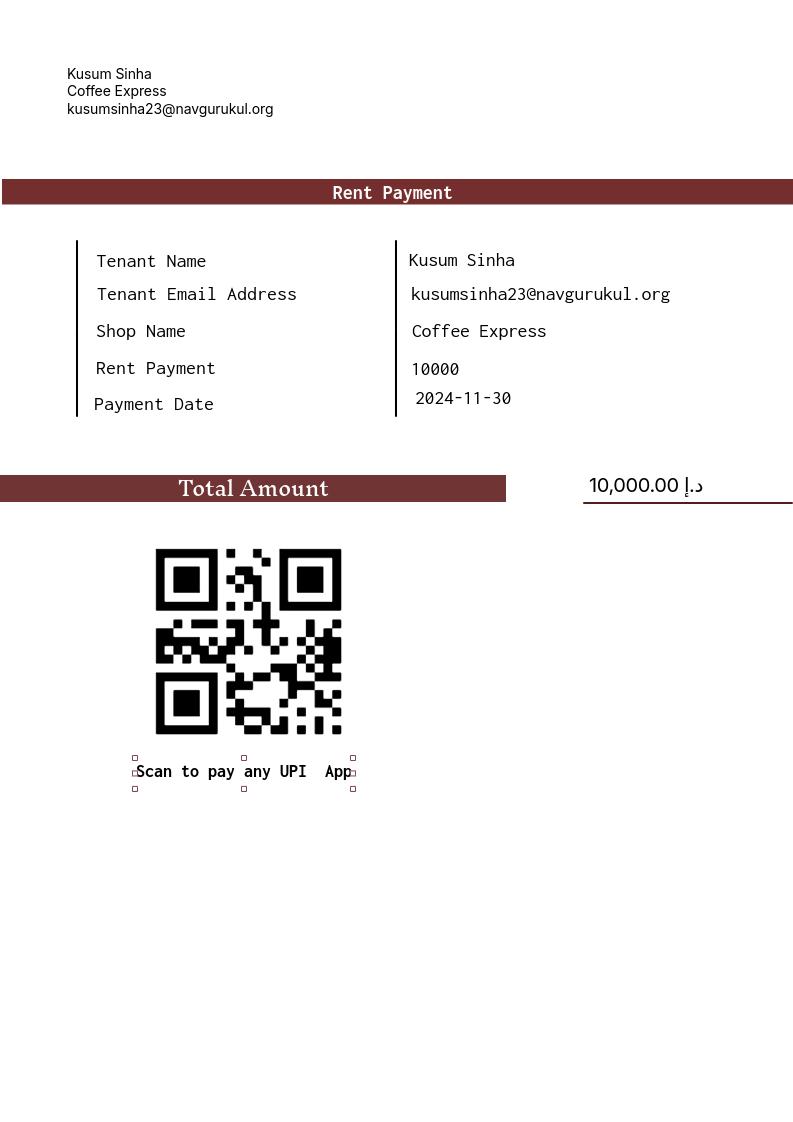 Kusum Sinha
Coffee Express
kusumsinha23@navgurukul.org
Rent Payment
Tenant Name Kusum Sinha
Tenant Email Address kusumsinha23@navgurukul.org
Shop Name Coffee Express
Rent Payment 10000
Payment Date 2024-11-30
Total Amount 10,000.00 د.إ
Scan to pay any UPI  App